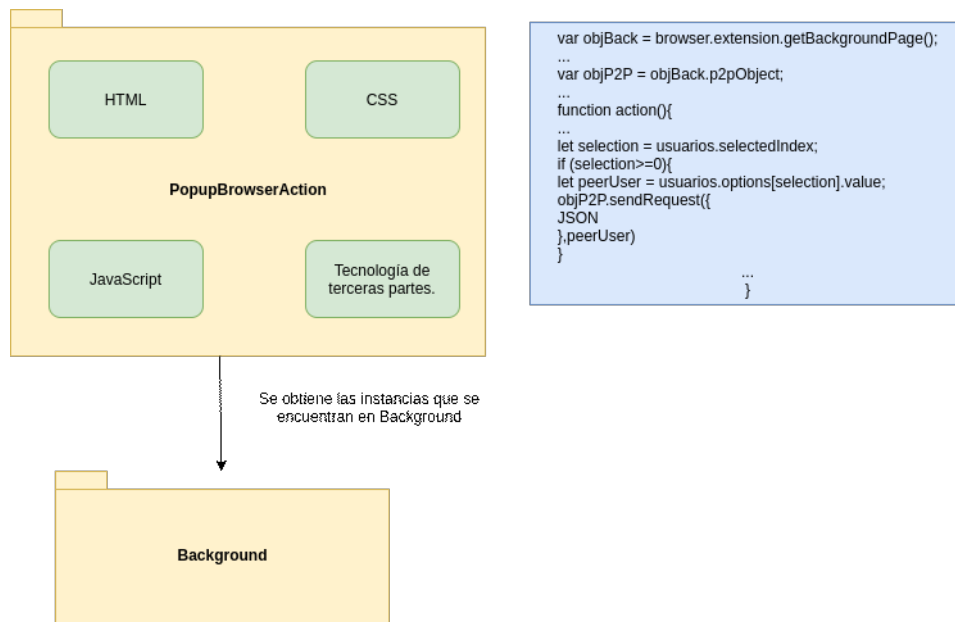 HTML
CSS
PopupBrowserAction
JavaScript
Tecnología de
terceras partes.
var objBack = browser.extension.getBackgroundPage();
...
var objP2P = objBack.p2pObject;
...
function action(){
...
let selection = usuarios.selectedIndex;
if (selection>=0){
let peerUser = usuarios.options[selection].value;
objP2P.sendRequest({
JSON
},peerUser)
}
...
}
Se obtiene las instancias que se
encuentran en Background
Background